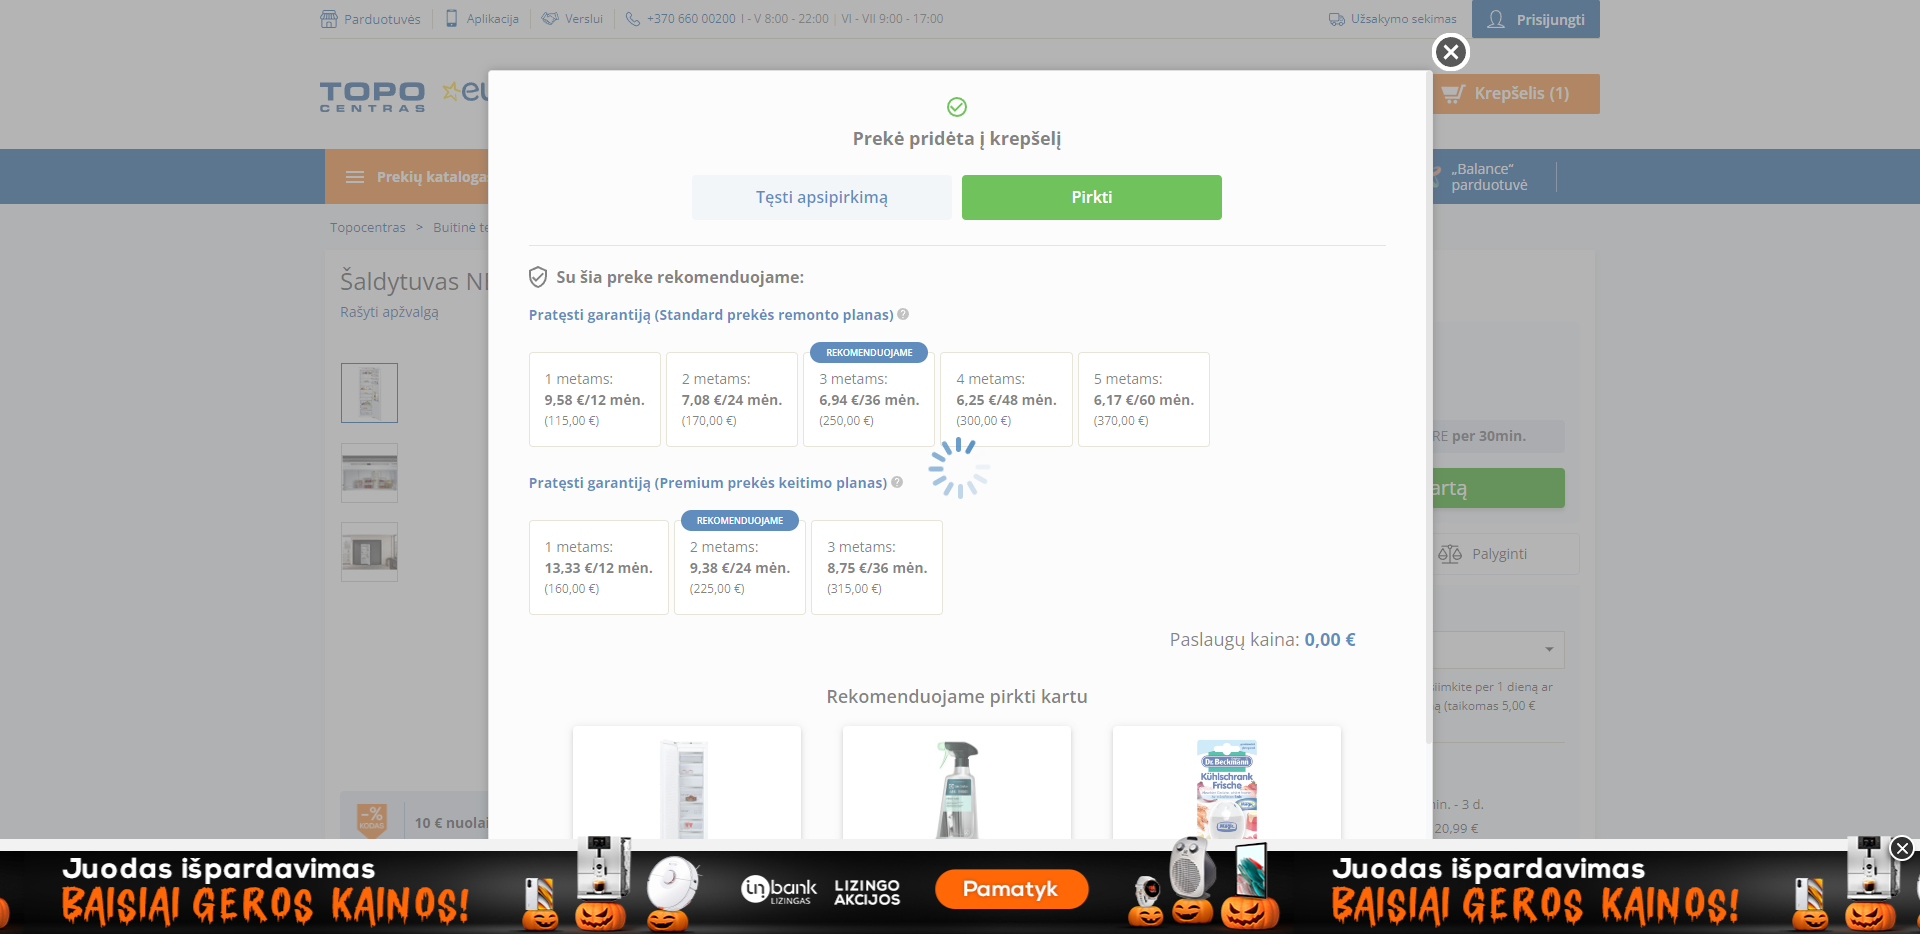 Parduotuvės
Aplikacija
Verslui
+370 660 00200 I - V 8:00 - 22:00 | VI - VII 9:00 - 17:00
Užsakymo sekimas
Prisijungti
TOPO
CENTRAS
Krepšelis (1)
Prekė pridėta į krepšelį
Prekių kataloga
„Balance“
parduotuvė
Tęsti apsipirkimą
Pirkti
Topocentras > Buitinė te
Šaldytuvas
Rašyti apžvalgą
Su šia preke rekomenduojame:
Pratęsti garantiją (Standard prekės remonto planas)
REKOMENDUOJAME
1 metams:
9,58 €/12 mėn.
(115,00 €)
2 metams:
7,08 €/24 mėn.
(170,00 €)
3 metams:
6,94 €/36 mėn.
(250,00 €)
4 metams:
6,25 €/48 mėn.
(300,00 €)
5 metams:
6,17 €/60 mėn.
(370,00 €)
RE per 30min.
artą
Pratęsti garantiją (Premium prekės keitimo planas)
REKOMENDUOJAME
1 metams:
13,33 €/12 mėn.
(160,00 €)
2 metams:
9,38 €/24 mėn.
(225,00 €)
3 metams:
8,75 €/36 mėn.
(315,00 €)
Palyginti
Paslaugų kaina: 0,00 €
siimkite per 1 dieną ar
ą (taikomas 5,00 €
Rekomenduojame pirkti kartu
Dr. Beckmann
Kühlschrank
Frische
-%
KODAS
10 € nuolai
in. - 3 d.
20,99 €
Juodas išpardavimas
BAISIAI GEROS KAINOS!
inbank
LIZINGAS
LIZINGO
AKCIJOS
Pamatyk
Juodas išpardavimas
BAISIAI GEROS KAINOS!